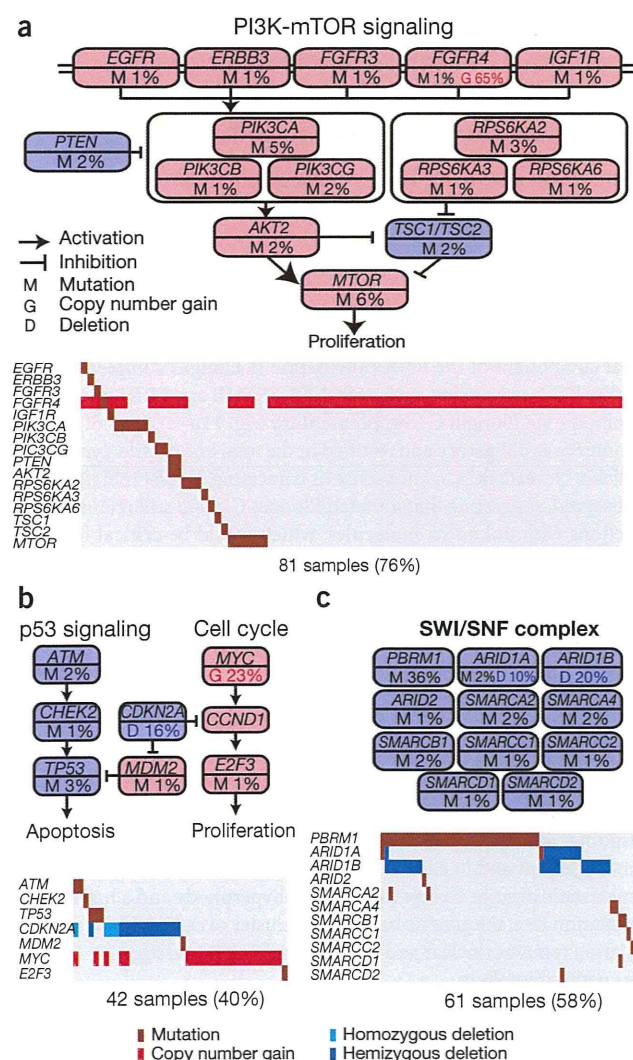 a
PI3K-mTOR signaling
EGFR ERBB3 FGFR3 FGFR4 IGF1R
M 1% M 1% M 1% M 1% G 65% M 1%
PTEN
M 2%
PIK3CA
M 5%
PIK3CB PIK3CG
M 1% M 2%
RPS6KA2
M 3%
RPS6KA3 RPS6KA6
M 1% M 1%
AKT2
M 2%
TSC1/TSC2
M 2%
MTOR
M 6%
Proliferation
Activation
Inhibition
M Mutation
G Copy number gain
D Deletion
EGFR
ERBB3
FGFR3
FGFR4
IGF1R
PIK3CA
PIK3CB
PIC3CG
PTEN
AKT2
RPS6KA2
RPS6KA3
RPS6KA6
TSC1
TSC2
MTOR
81 samples (76%)
b
p53 signaling Cell cycle
ATM
M 2%
MYC
G 23%
CHEK2
M 1%
CDKN2A
D 16%
CCND1
TP53
M 3%
MDM2
M 1%
E2F3
M 1%
Apoptosis Proliferation
ATM
CHEK2
TP53
CDKN2A
MDM2
MYC
E2F3
42 samples (40%)
c
SWI/SNF complex
PBRM1 ARID1A ARID1B
M 36% M 2% D 10% D 20%
ARID2 SMARCA2 SMARCA4
M 1% M 2% M 2%
SMARCB1 SMARCC1 SMARCC2
M 2% M 1% M 1%
SMARCD1 SMARCD2
M 1% M 1%
PBRM1
ARID1A
ARID1B
ARID2
SMARCA2
SMARCA4
SMARCB1
SMARCC1
SMARCC2
SMARCD1
SMARCD2
61 samples (58%)
Mutation Homozygous deletion
Copy number gain Hemizygous deletion